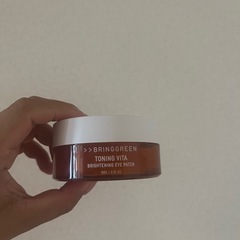 >>BRINGGREEN
TONING VITA
BRIGHTENING EYE PATCH